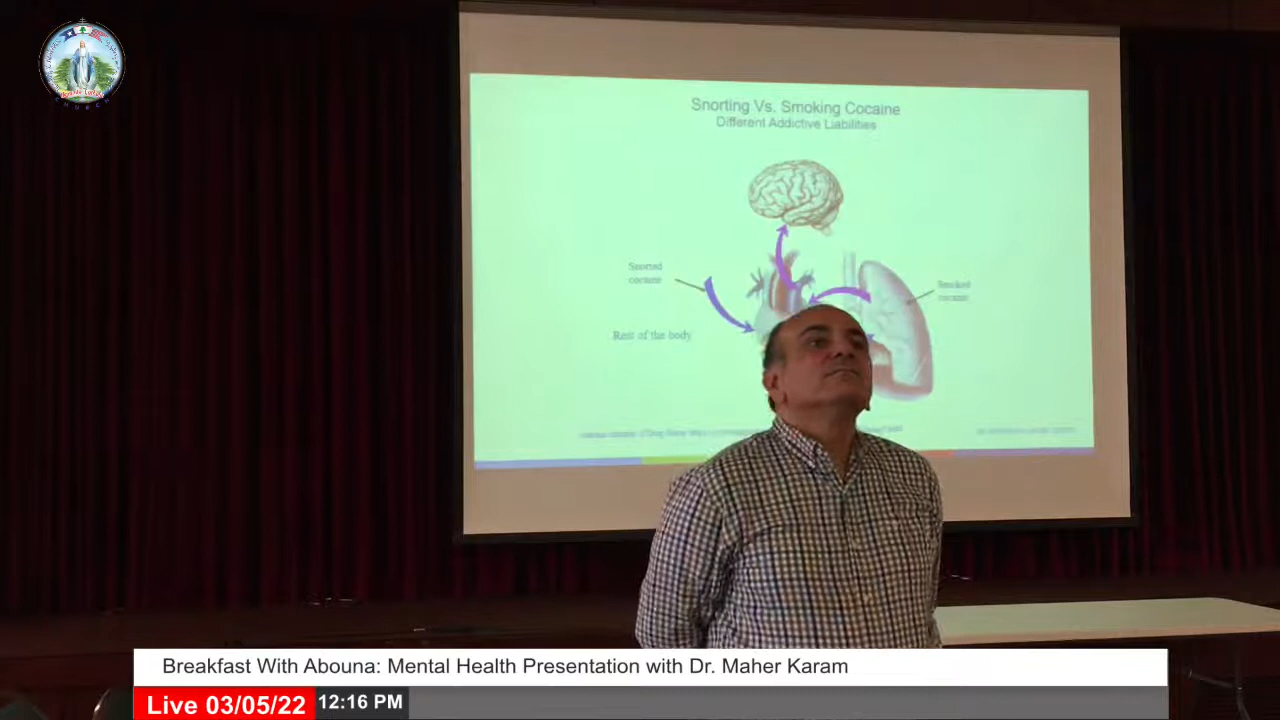 Snorting Vs. Smoking Cocaine
Different Addictive Liabilities
Snorted
cocaine
Smoked
cocaine
Rest of the body
CHURCH
Breakfast With Abouna: Mental Health Presentation with Dr. Maher Karam
Live 03/05/22
12:16 PM